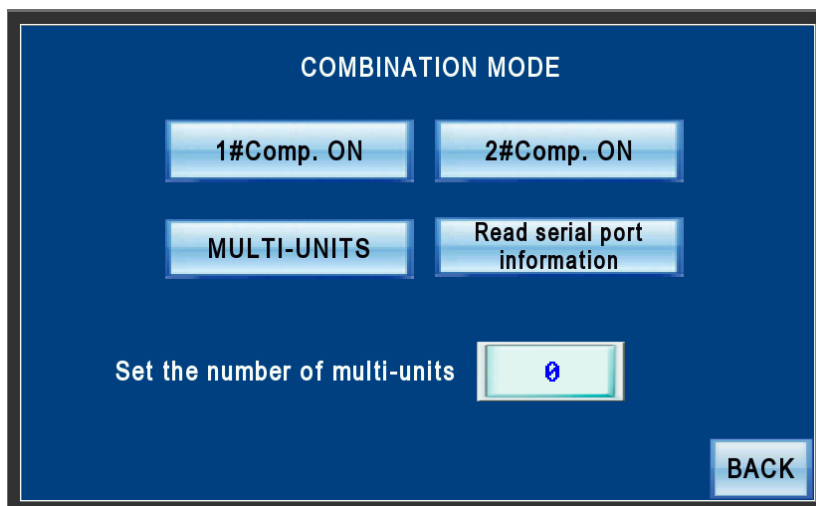 COMBINATION MODE
1#Comp. ON
2#Comp. ON
MULTI-UNITS
Read serial port
information
Set the number of multi-units
0
BACK